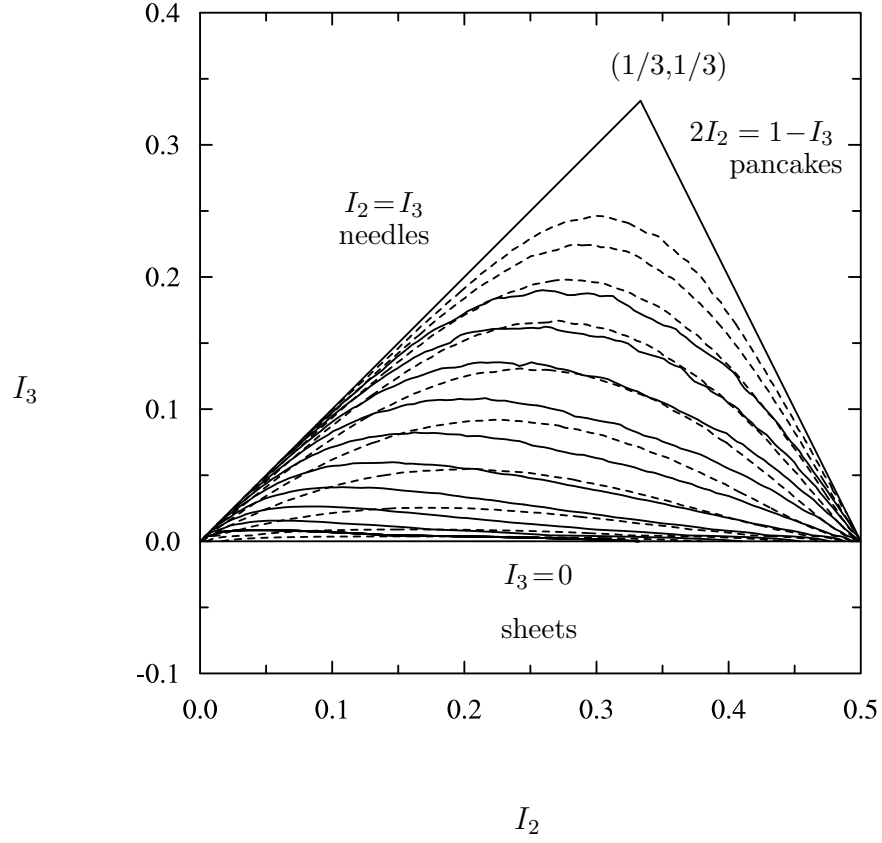 0.4
(1/3,1/3)
0.3
2I₂ = 1−I₃
pancakes
I₂=I₃
needles
0.2
I₃
0.1
0.0
I₃=0
sheets
-0.1
0.0 0.1 0.2 0.3 0.4 0.5
I₂